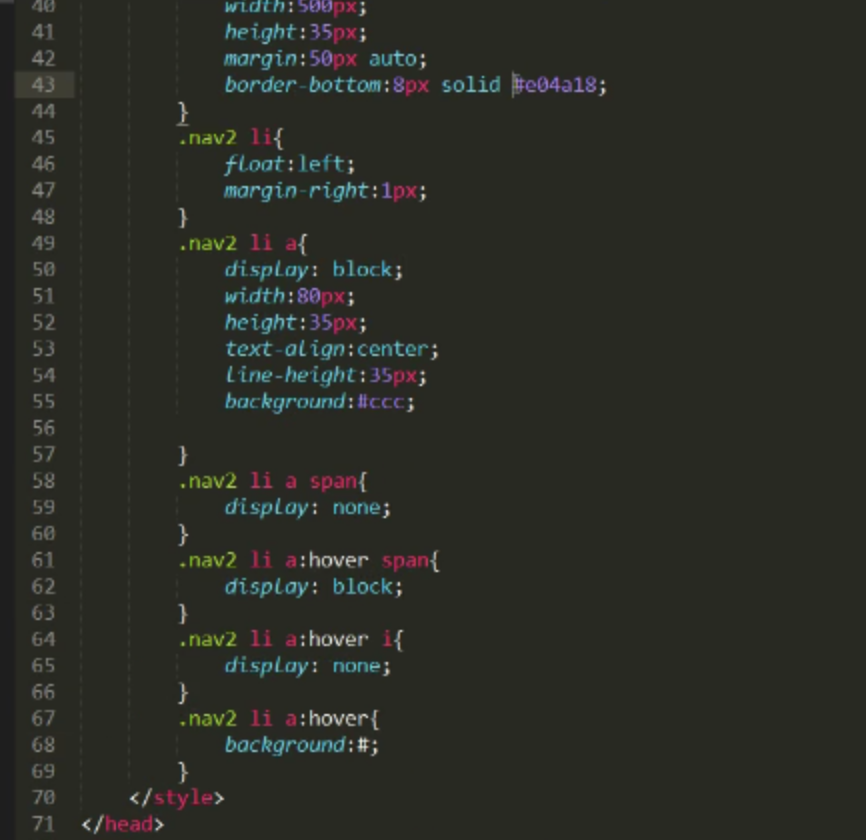 40 width:500px;
41 height:35px;
42 margin:50px auto;
43 border-bottom:8px solid #e04a18;
44 }
45 .nav2 li{
46 float:left;
47 margin-right:1px;
48 }
49 .nav2 li a{
50 display: block;
51 width:80px;
52 height:35px;
53 text-align:center;
54 line-height:35px;
55 background:#ccc;
56
57 }
58 .nav2 li a span{
59 display: none;
60 }
61 .nav2 li a:hover span{
62 display: block;
63 }
64 .nav2 li a:hover i{
65 display: none;
66 }
67 .nav2 li a:hover{
68 background:#;
69 }
70 </style>
71 </head>